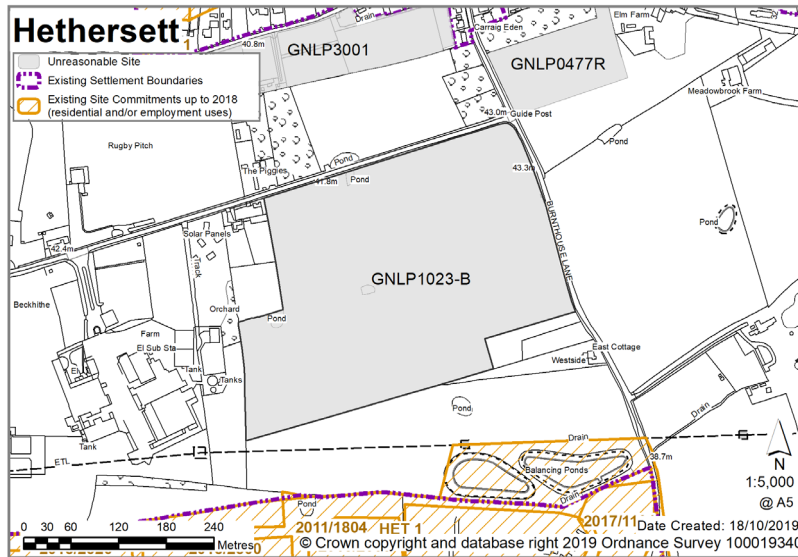 Hethersett
1
Drain
Carraig Eden
Elm Farm
40.8m
GNLP3001
GNLP0477R
Unreasonable Site
Existing Settlement Boundaries
Existing Site Commitments up to 2018
(residential and/or employment uses)
Meadowbrook Farm
43.0m
Guide Post
Rugby Pitch
Pond
The Piggies
Pond
Pond
41.8m
43.3m
Pond
Solar Panels
BURNTHOUSE LANE
42.4m
Track
GNLP1023-B
Beckhithe
Orchard
Pond
Farm
El Sub Sta
East Cottage
Westside
El
Tank
Tanks
Pond
Drain
Drain
Tank
ETL
38.7m
N
Balancing Ponds
1:5,000
Drain
@ A5
Pond
0 30 60 120 180 240
Metres
2011/1804 HET 1
2017/11
Date Created: 18/10/2019
© Crown copyright and database right 2019 Ordnance Survey 100019340